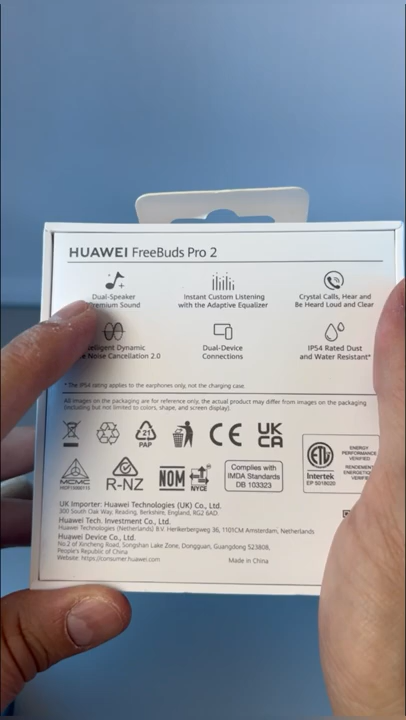 HUAWEI FreeBuds Pro 2
Dual-Speaker
Premium Sound
Instant Custom Listening
with the Adaptive Equalizer
Crystal Calls, Hear and
Be Heard Loud and Clear
Intelligent Dynamic
Noise Cancellation 2.0
Dual-Device
Connections
IP54 Rated Dust
and Water Resistant*
* The IP54 rating applies to the earphones only, not the charging case.
All images on the packaging are for reference only, the actual product may differ from images on the packaging
(including but not limited to colors, shape, and screen display).
21
PAP
CE
UK
CA
MCMC
R-NZ
NOM
NYCE
Complies with
IMDA Standards
DB 103323
ETL
Intertek
ENERGY
PERFORMANCE
VERIFIED
RENDEMENT
UK Importer: Huawei Technologies (UK) Co., Ltd.
300 South Oak Way, Reading, Berkshire, England, RG2 6AD.
Huawei Tech. Investment Co., Ltd.
Huawei Technologies (Netherlands) B.V. Herikerbergweg 36, 1101CM Amsterdam, Netherlands
Huawei Device Co., Ltd.
No.2 of Xincheng Road, Songshan Lake Zone, Dongguan, Guangdong 523808,
People's Republic of China
Website: https://consumer.huawei.com
Made in China